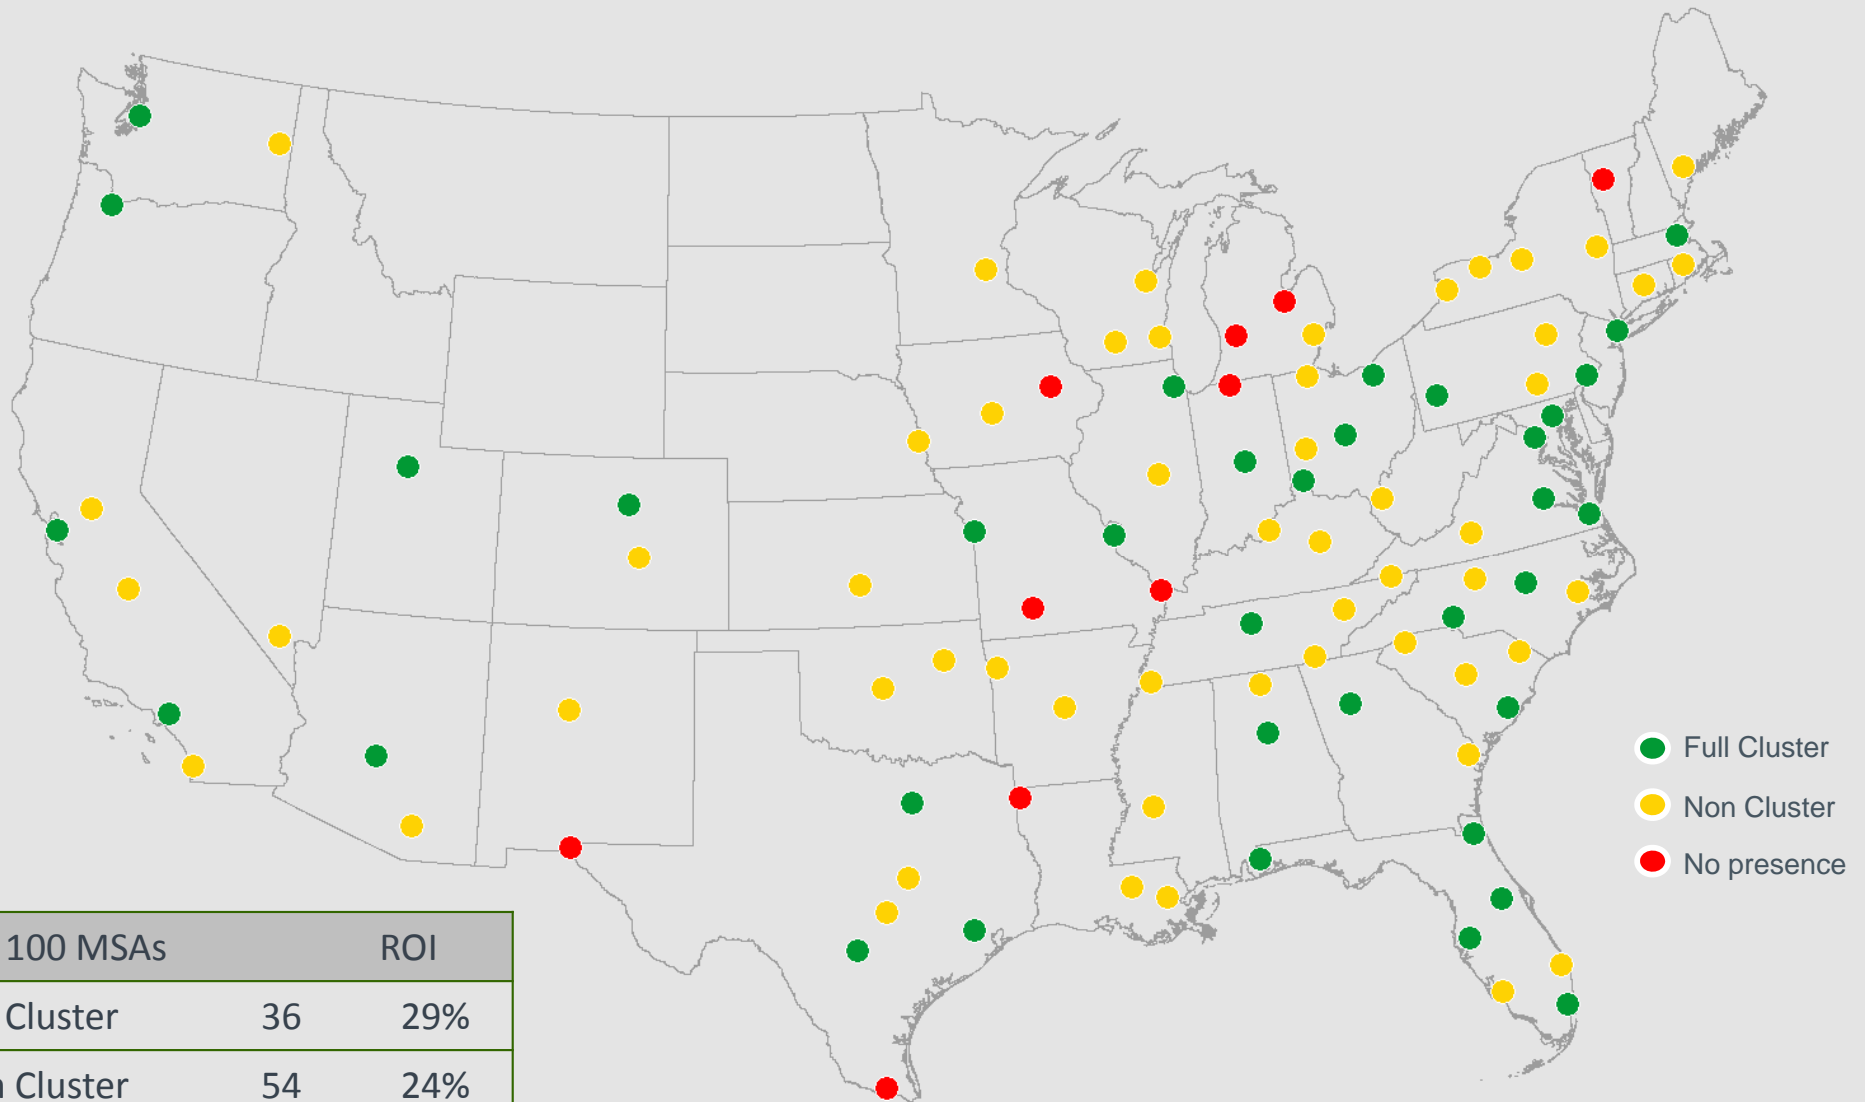 Full Cluster
Non Cluster
No presence
100 MSAs ROI
Cluster 36 29%
Cluster 54 24%